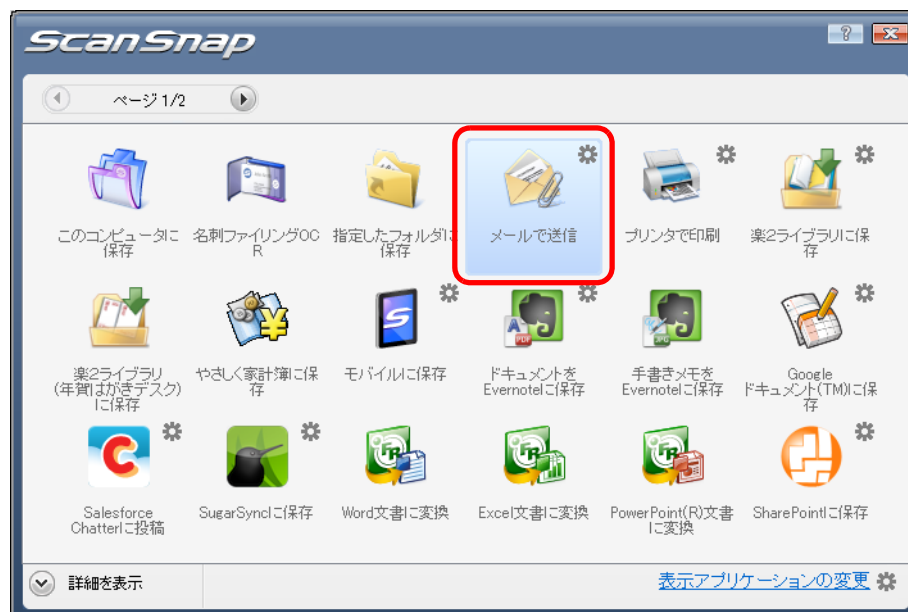 ScanSnap
ページ 1/2
このコンピュータに
保存
名刺ファイリングOC
R
指定したフォルダに
保存
メールで送信
プリンタで印刷
楽2ライブラリに保
存
楽2ライブラリ
(年賀はがきデスク)
に保存
やさしく家計簿に保
存
モバイルに保存
ドキュメントを
Evernoteに保存
手書きメモを
Evernoteに保存
Google
ドキュメント(TM)に保
存
Salesforce
Chatterに投稿
SugarSyncに保存
Word文書に変換
Excel文書に変換
PowerPoint(R)文書
に変換
SharePointに保存
詳細を表示
表示アプリケーションの変更